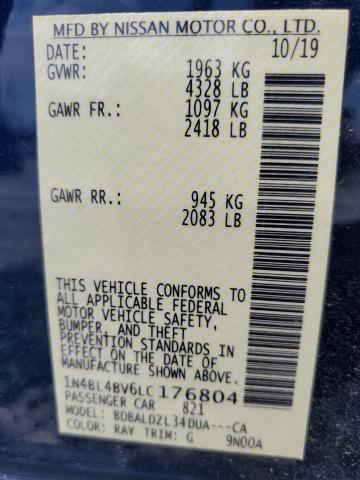 MFD BY NISSAN MOTOR CO., LTD.
DATE: 10/19
GVWR: 1963 KG
4328 LB
GAWR FR.: 1097 KG
2418 LB
GAWR RR.: 945 KG
2083 LB
THIS VEHICLE CONFORMS TO
ALL APPLICABLE FEDERAL
MOTOR VEHICLE SAFETY,
BUMPER, AND THEFT
PREVENTION STANDARDS IN
EFFECT ON THE DATE OF
MANUFACTURE SHOWN ABOVE.
1N4BL4BV6LC176804
PASSENGER CAR 821
MODEL: BDBALDZL34DUA---CA
COLOR: RAY TRIM: G 9N00A